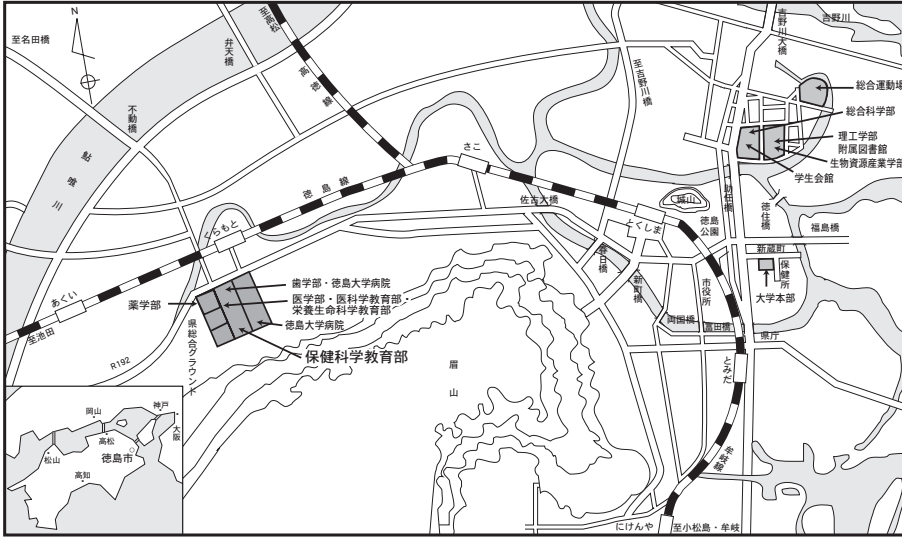 至名田橋
N
弁天橋
至高松
高徳線
不動橋
鮎喰川
至吉野川橋
吉野川大橋
吉野川
総合運動場
総合科学部
理工学部
附属図書館
生物資源産業学部
学生会館
さこ
徳島線
くらもと
佐古大橋
とくしま
城山
徳島
公園
助任橋
徳住橋
福島橋
新蔵町
保健所
大学本部
春日橋
新町橋
市役所
両国橋
富田橋
県庁
とみだ
あくい
至池田
薬学部
歯学部・徳島大学病院
医学部・医科学教育部・
栄養生命科学教育部
徳島大学病院
保健科学教育部
県総合グラウンド
R192
眉山
牟岐線
にけんや
至小松島・牟岐
岡山
神戸
大阪
高松
松山
徳島市
高知